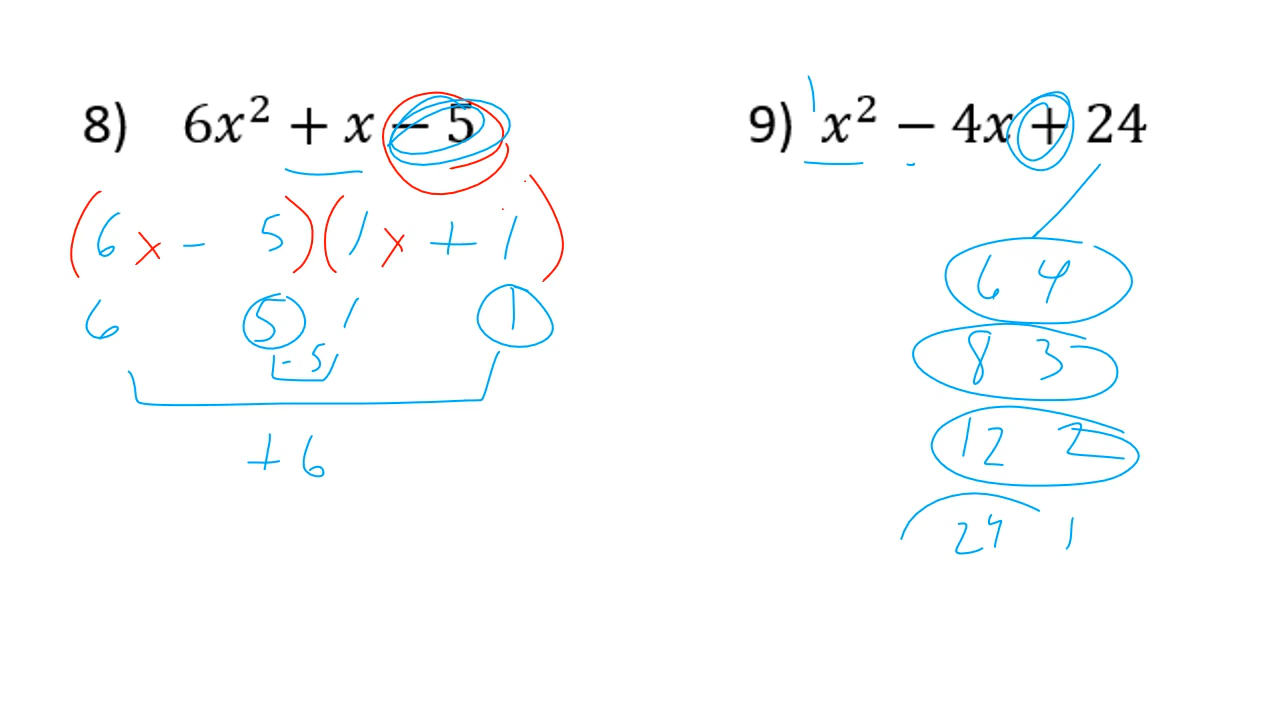 8) 6x² + x − 5
(6x − 5)(1x + 1)
6 5 1 1
- 5
+ 6
9) 1x² − 4x + 24
6 4
8 3
12 2
24 1